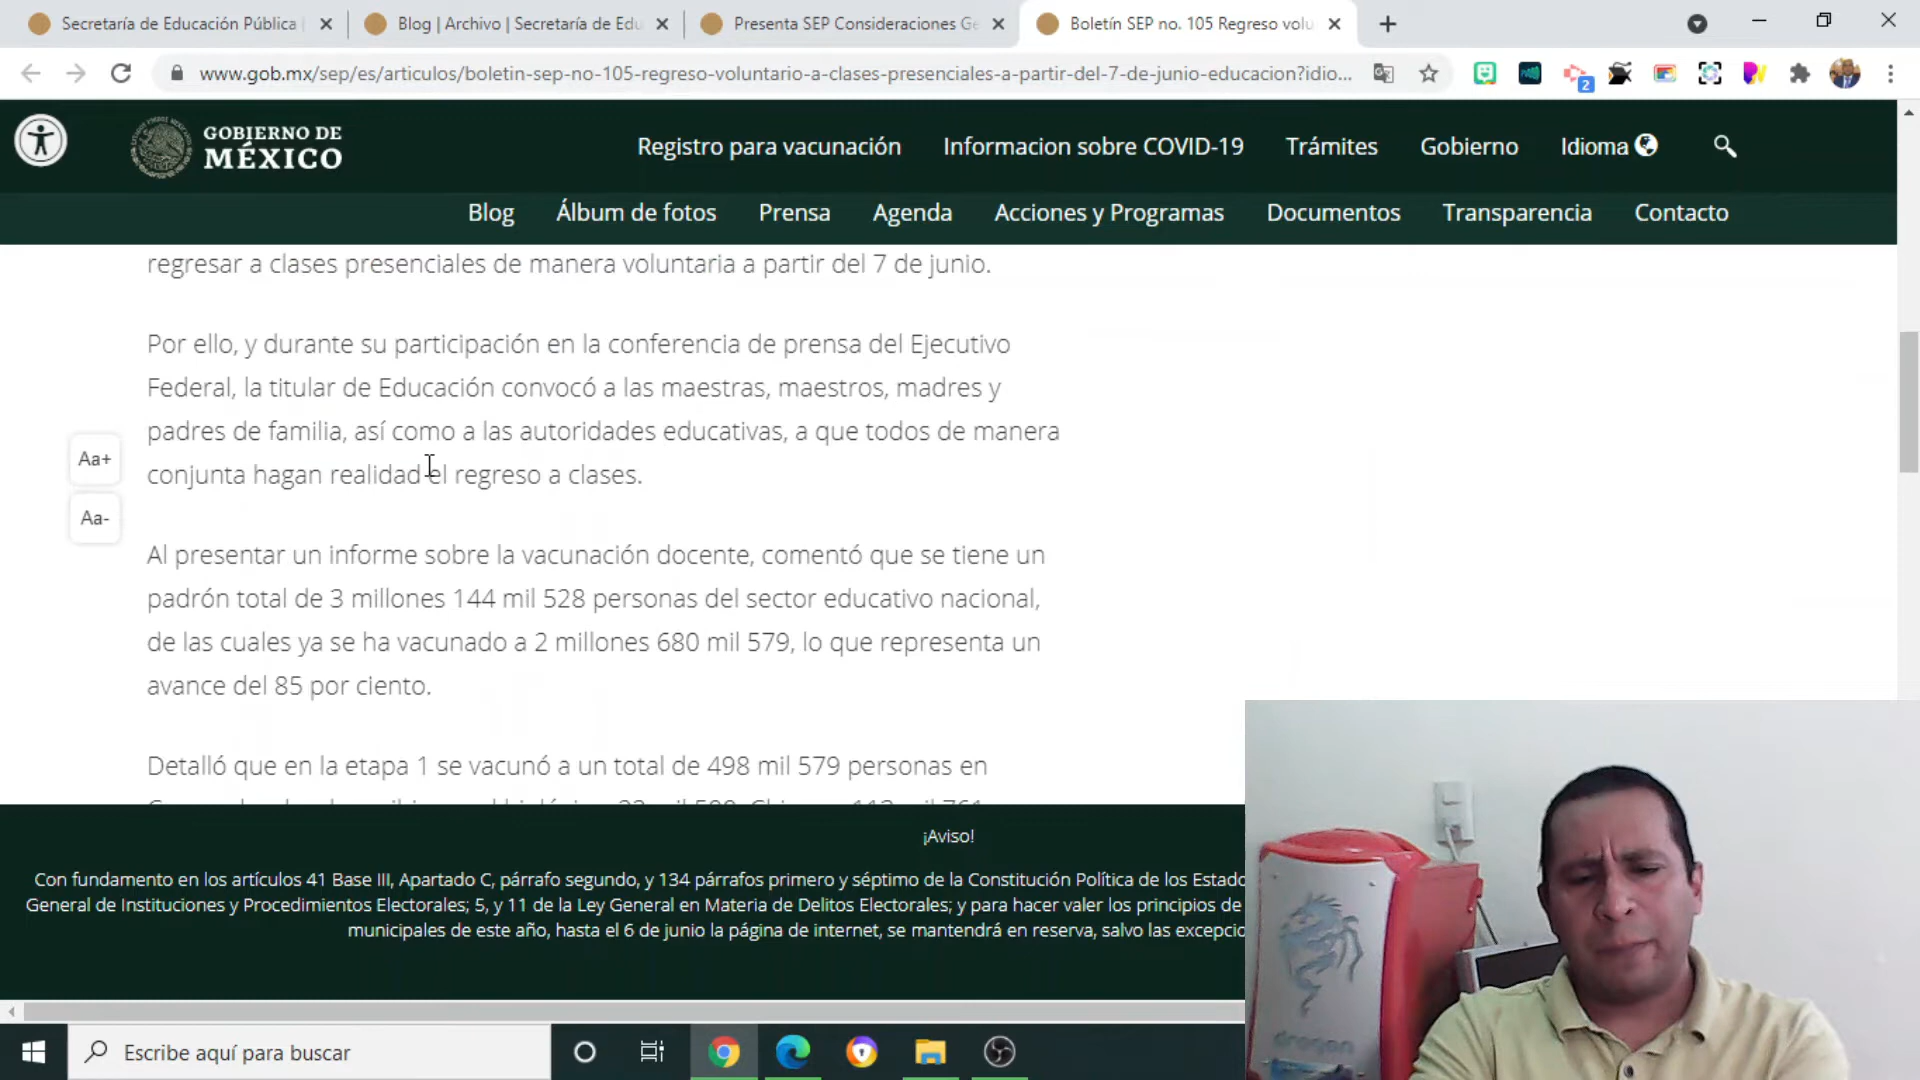 Secretaría de Educación Pública
Blog | Archivo | Secretaría de Edu
Presenta SEP Consideraciones Ge
Boletín SEP no. 105 Regreso volu
www.gob.mx/sep/es/articulos/boletin-sep-no-105-regreso-voluntario-a-clases-presenciales-a-partir-del-7-de-junio-educacion?idio...
2
GOBIERNO DE
MÉXICO
Registro para vacunación
Informacion sobre COVID-19
Trámites
Gobierno
Idioma
Blog
Álbum de fotos
Prensa
Agenda
Acciones y Programas
Documentos
Transparencia
Contacto
regresar a clases presenciales de manera voluntaria a partir del 7 de junio.
Por ello, y durante su participación en la conferencia de prensa del Ejecutivo
Federal, la titular de Educación convocó a las maestras, maestros, madres y
padres de familia, así como a las autoridades educativas, a que todos de manera
conjunta hagan realidad el regreso a clases.
Aa+
Aa-
Al presentar un informe sobre la vacunación docente, comentó que se tiene un
padrón total de 3 millones 144 mil 528 personas del sector educativo nacional,
de las cuales ya se ha vacunado a 2 millones 680 mil 579, lo que representa un
avance del 85 por ciento.
Detalló que en la etapa 1 se vacunó a un total de 498 mil 579 personas en
¡Aviso!
Con fundamento en los artículos 41 Base III, Apartado C, párrafo segundo, y 134 párrafos primero y séptimo de la Constitución Política de los Estado
General de Instituciones y Procedimientos Electorales; 5, y 11 de la Ley General en Materia de Delitos Electorales; y para hacer valer los principios de
municipales de este año, hasta el 6 de junio la página de internet, se mantendrá en reserva, salvo las excepcio
dragon
Escribe aquí para buscar